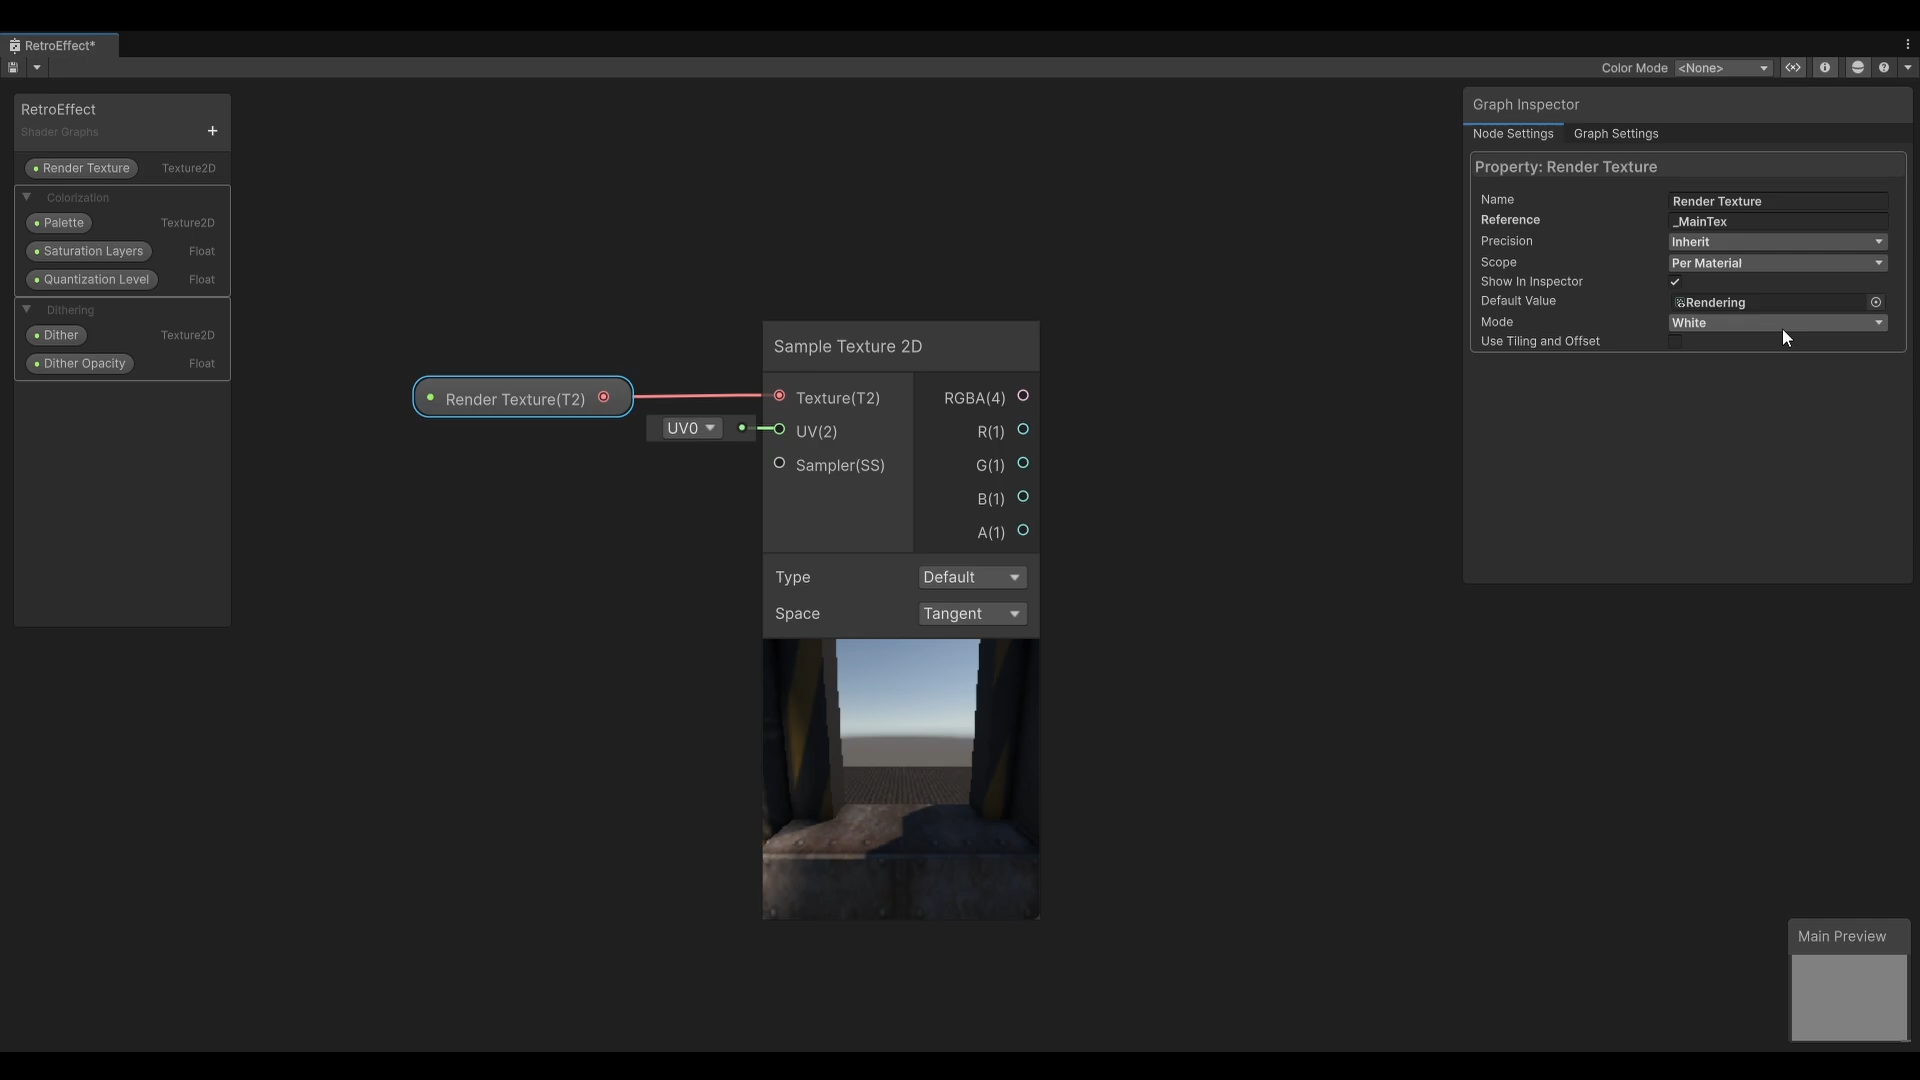 RetroEffect*
Color Mode <None>
RetroEffect
Shader Graphs
+
Render Texture Texture2D
Colorization
Palette Texture2D
Saturation Layers Float
Quantization Level Float
Dithering
Dither Texture2D
Dither Opacity Float
Render Texture(T2)
UV0
Sample Texture 2D
Texture(T2) RGBA(4)
UV(2) R(1)
Sampler(SS) G(1)
B(1)
A(1)
Type Default
Space Tangent
Graph Inspector
Node Settings Graph Settings
Property: Render Texture
Name Render Texture
Reference _MainTex
Precision Inherit
Scope Per Material
Show In Inspector
Default Value Rendering
Mode White
Use Tiling and Offset
Main Preview